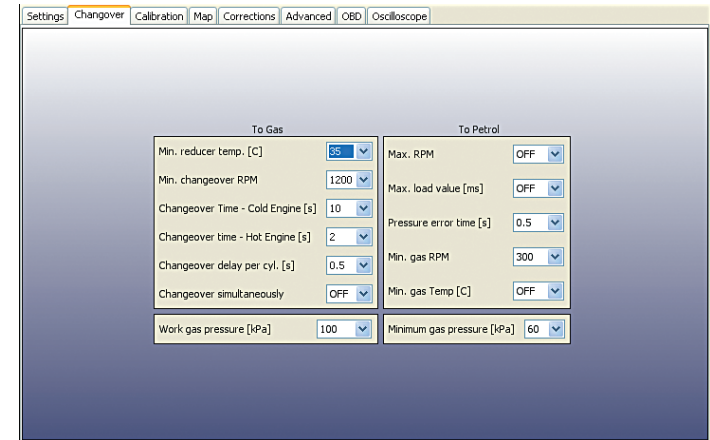 Settings Changover Calibration Map Corrections Advanced OBD Oscilloscope
To Gas
Min. reducer temp. [C] 35
Min. changeover RPM 1200
Changeover Time - Cold Engine [s] 10
Changeover time - Hot Engine [s] 2
Changeover delay per cyl. [s] 0.5
Changeover simultaneously OFF
Work gas pressure [kPa] 100
To Petrol
Max. RPM OFF
Max. load value [ms] OFF
Pressure error time [s] 0.5
Min. gas RPM 300
Min. gas Temp [C] OFF
Minimum gas pressure [kPa] 60